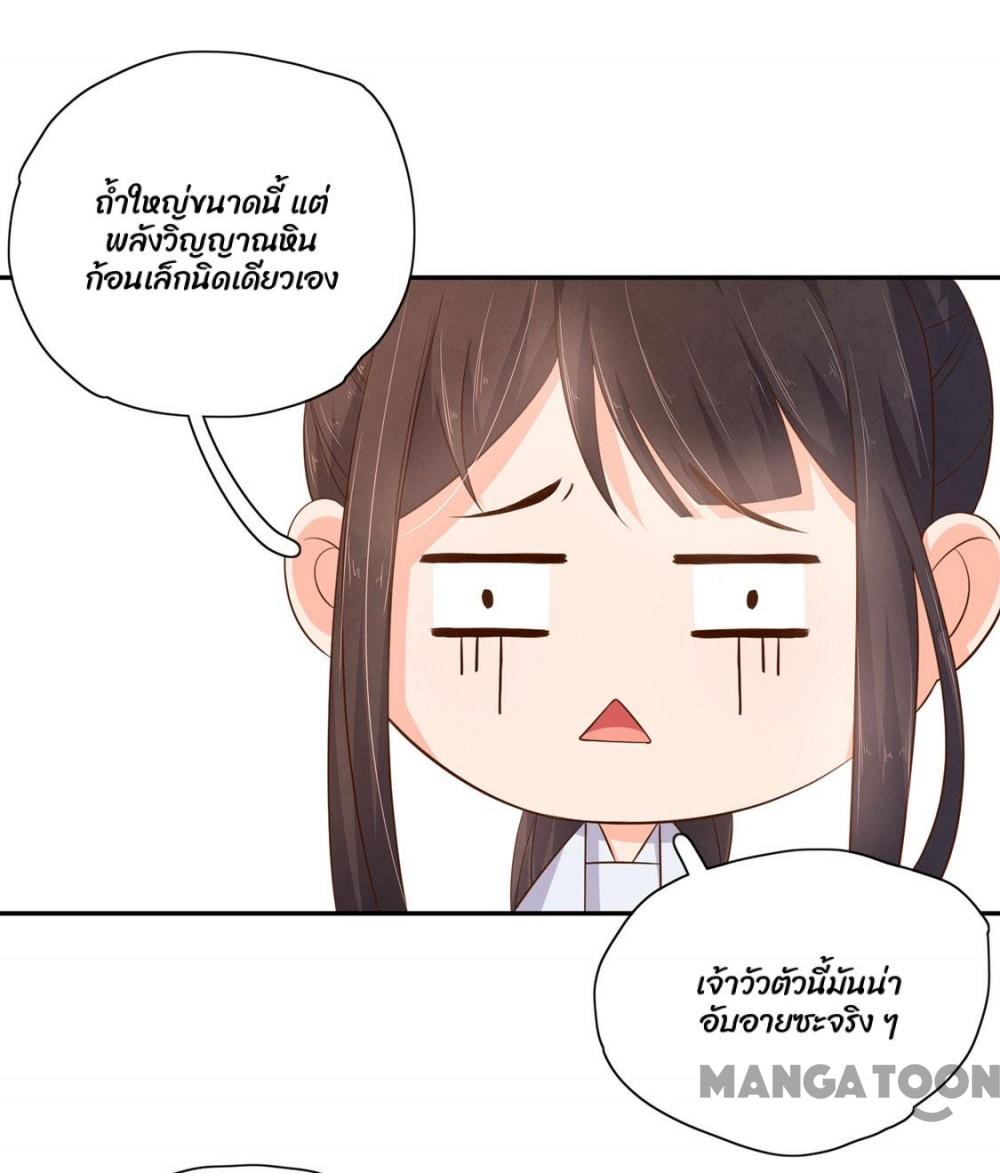 ถ้ำใหญ่ขนาดนี้ แต่
พลังวิญญาณหิน
ก้อนเล็กนิดเดียวเอง
เจ้าวัวตัวนี้มันน่า
อับอายซะจริง ๆ
MANGATOON